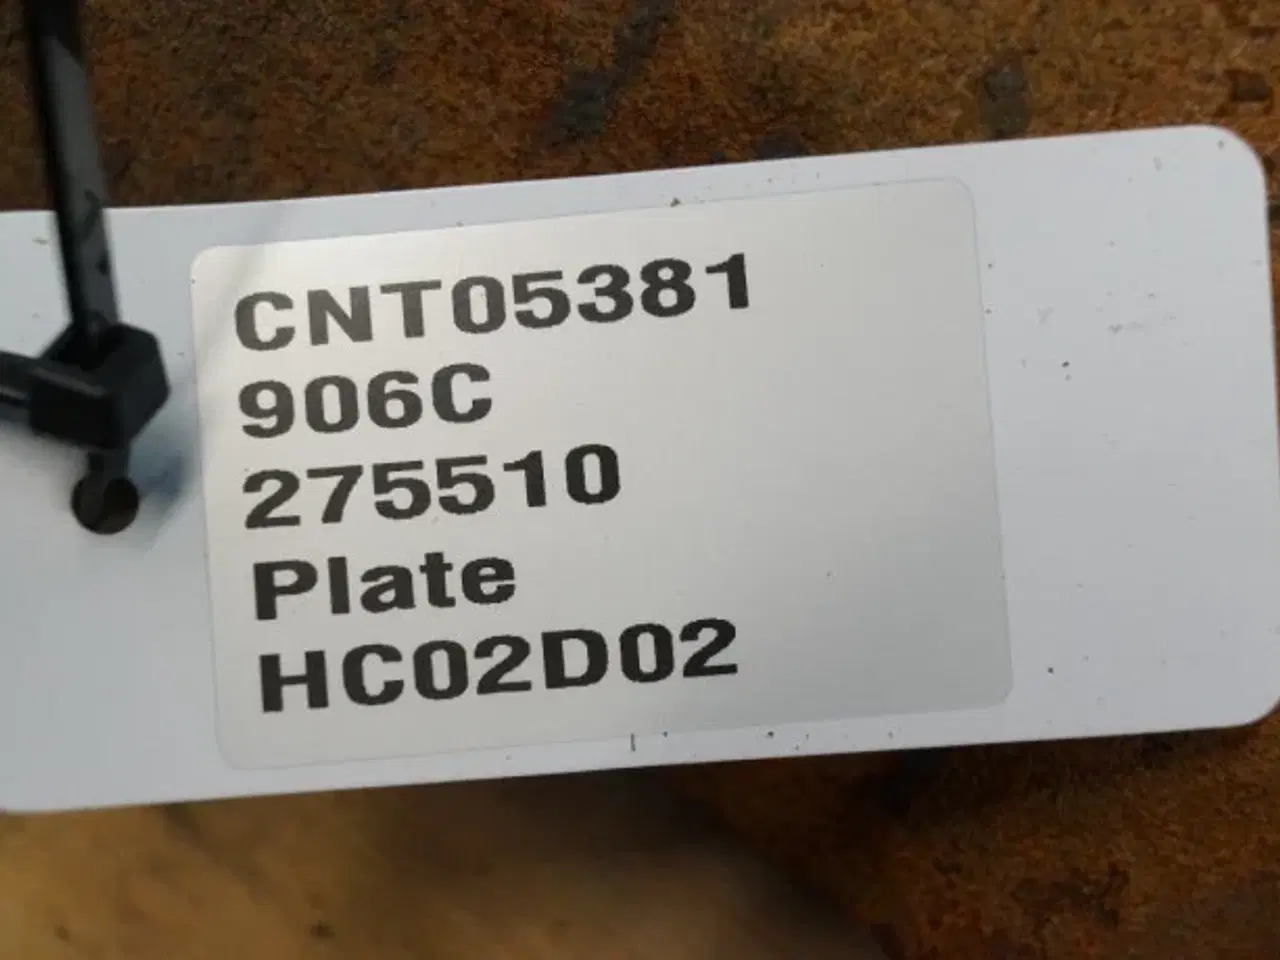 CNT05381
906C
275510
Plate
HC02D02